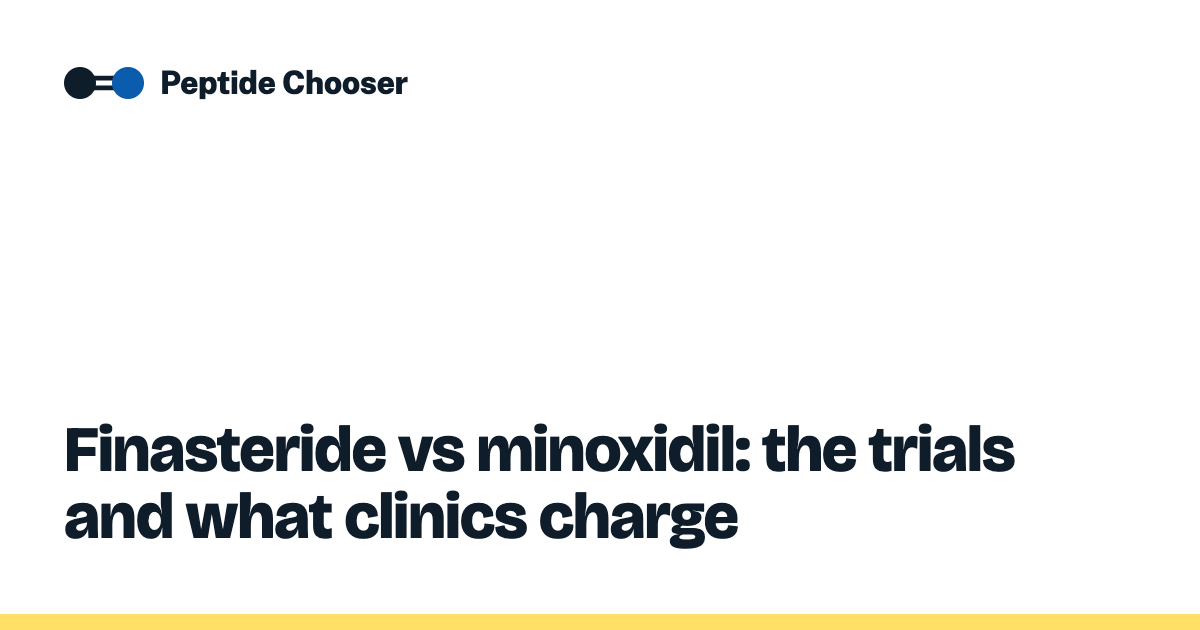 Peptide Chooser
Finasteride vs minoxidil: the trials
and what clinics charge